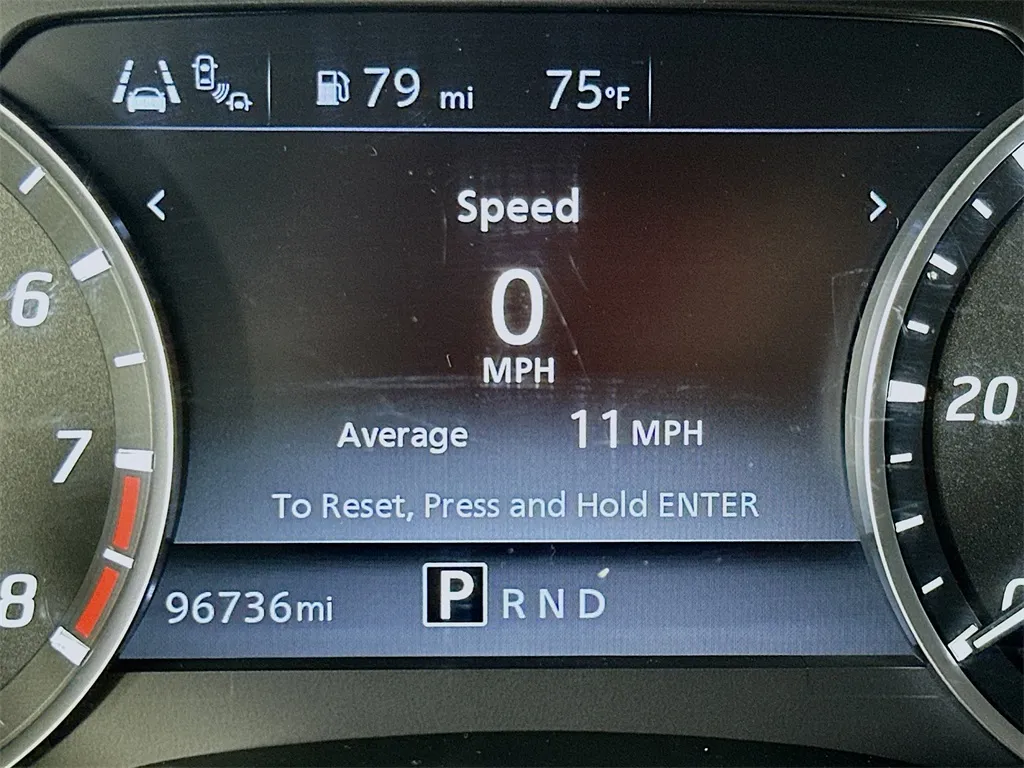 79 mi 75°F
< Speed >
0
MPH
Average 11 MPH
To Reset, Press and Hold ENTER
96736mi P R N D
6
7
8
20
0